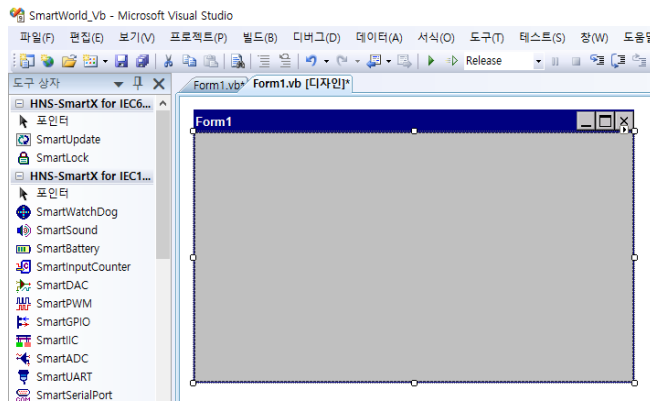 SmartWorld_Vb - Microsoft Visual Studio
파일(F) 편집(E) 보기(V) 프로젝트(P) 빌드(B) 디버그(D) 데이터(A) 서식(O) 도구(T) 테스트(S) 창(W) 도움말
Release
도구 상자
Form1.vb* Form1.vb [디자인]*
HNS-SmartX for IEC6...
포인터
SmartUpdate
SmartLock
HNS-SmartX for IEC1...
포인터
SmartWatchDog
SmartSound
SmartBattery
SmartInputCounter
SmartDAC
SmartPWM
SmartGPIO
SmartIIC
SmartADC
SmartUART
SmartSerialPort
Form1